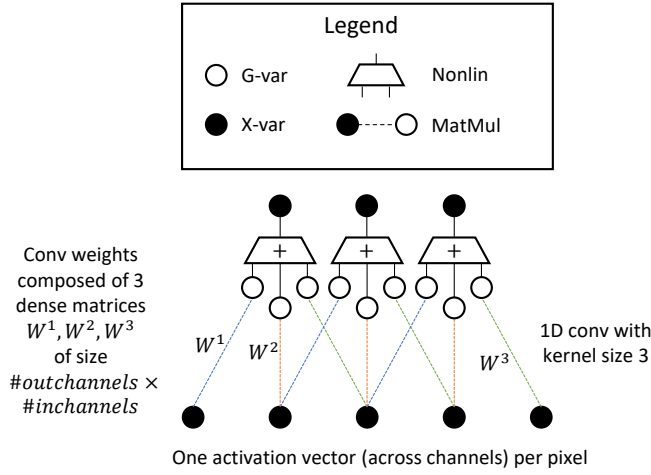 Legend
G-var
Nonlin
X-var
MatMul
+ + +
Conv weights
composed of 3
dense matrices
W¹, W², W³
of size
#outchannels ×
#inchannels
W¹
W²
W³
1D conv with
kernel size 3
One activation vector (across channels) per pixel